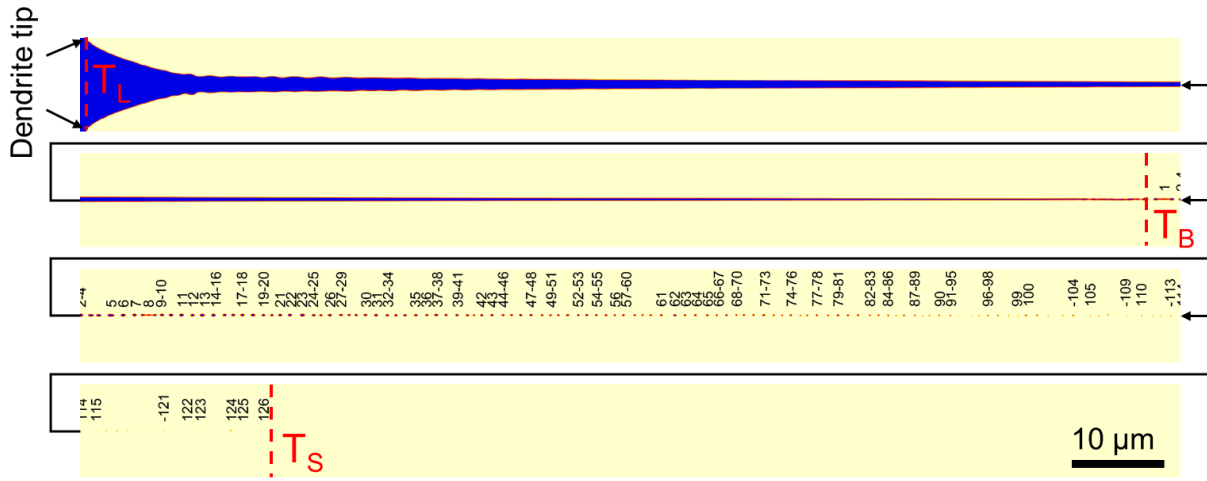 Dendrite tip
T_L
1
2-4
T_B
2-4 5 6 7 8 9-10 11 12 13 14-16 17-18 19-20 21 22 23 24-25 26 27-29 30 31 32-34 35 36 37-38 39-41 42 43 44-46 47-48 49-51 52-53 54-55 56 57-60 61 62 63 64 65 66-67 68-70 71-73 74-76 77-78 79-81 82-83 84-86 87-89 90 91-95 96-98 99 100 -104 105 -109 110 -113
114 115 -121 122 123 124 125 126
T_S
10 μm